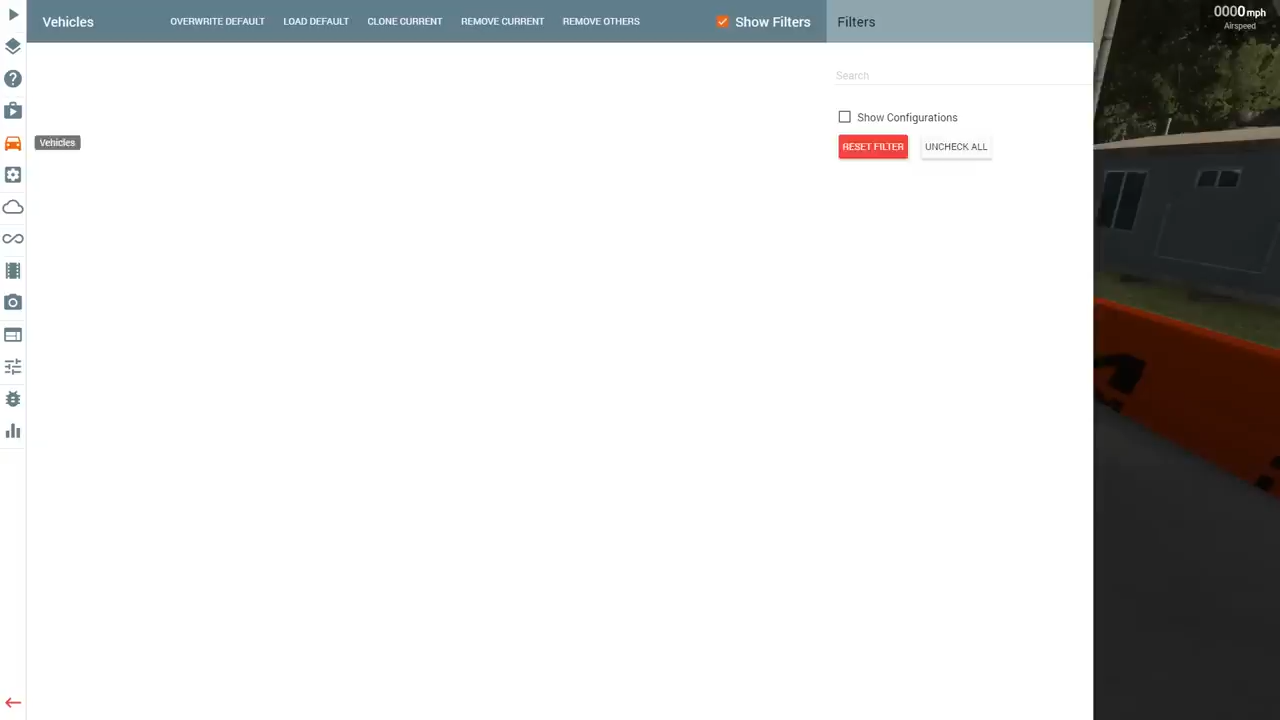 Vehicles OVERWRITE DEFAULT LOAD DEFAULT CLONE CURRENT REMOVE CURRENT REMOVE OTHERS Show Filters Filters
0000mph
Airspeed
Search
Show Configurations
Vehicles
RESET FILTER UNCHECK ALL